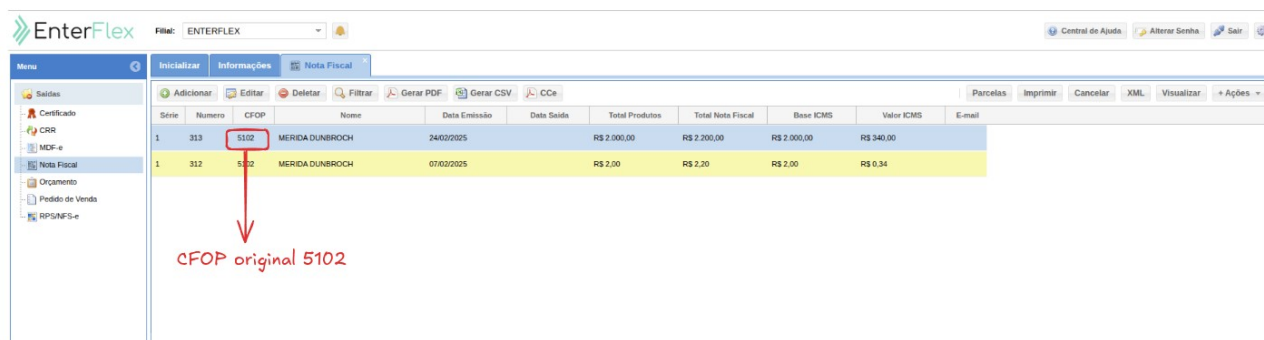 EnterFlex Filial: ENTERFLEX Central de Ajuda Alterar Senha Sair
Menu Inicializar Informações Nota Fiscal
Saídas Adicionar Editar Deletar Filtrar Gerar PDF Gerar CSV CCe Parcelas Imprimir Cancelar XML Visualizar + Ações
Certificado
CRR
MDF-e
Nota Fiscal
Orçamento
Pedido de Venda
RPS/NFS-e
Série Numero CFOP Nome Data Emissão Data Saida Total Produtos Total Nota Fiscal Base ICMS Valor ICMS E-mail
1 313 5102 MERIDA DUNBROCH 24/02/2025 R$ 2.000,00 R$ 2.200,00 R$ 2.000,00 R$ 340,00
1 312 5102 MERIDA DUNBROCH 07/02/2025 R$ 2,00 R$ 2,20 R$ 2,00 R$ 0,34
CFOP original 5102